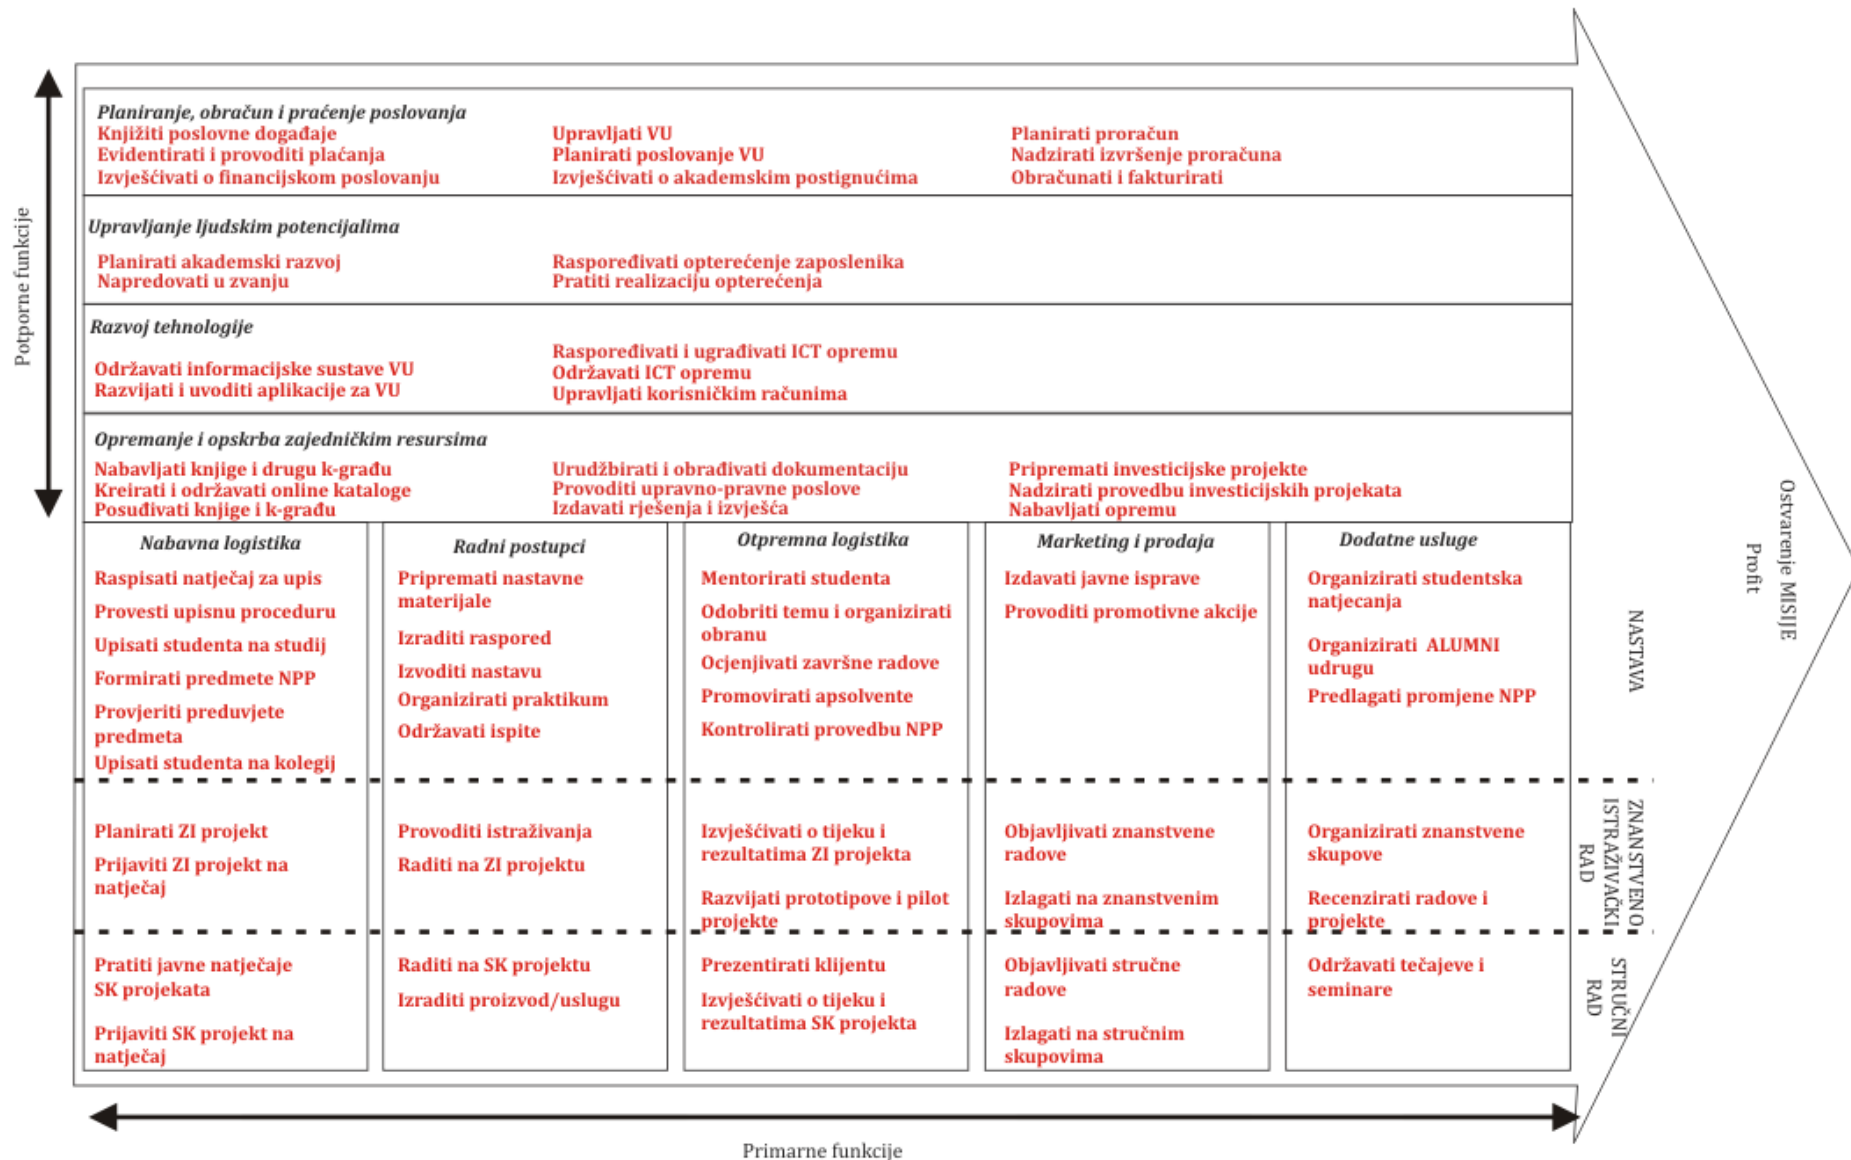 Potporne funkcije
Planiranje, obračun i praćenje poslovanja
Knjižiti poslovne događaje
Evidentirati i provoditi plaćanja
Izvješćivati o financijskom poslovanju
Upravljati VU
Planirati poslovanje VU
Izvješćivati o akademskim postignućima
Planirati proračun
Nadzirati izvršenje proračuna
Obračunati i fakturirati
Upravljanje ljudskim potencijalima
Planirati akademski razvoj
Napredovati u zvanju
Raspoređivati opterećenje zaposlenika
Pratiti realizaciju opterećenja
Razvoj tehnologije
Održavati informacijske sustave VU
Razvijati i uvoditi aplikacije za VU
Raspoređivati i ugrađivati ICT opremu
Održavati ICT opremu
Upravljati korisničkim računima
Opremanje i opskrba zajedničkim resursima
Nabavljati knjige i drugu k-građu
Kreirati i održavati online kataloge
Posuđivati knjige i k-građu
Urudžbirati i obrađivati dokumentaciju
Provoditi upravno-pravne poslove
Izdavati rješenja i izvješća
Pripremati investicijske projekte
Nadzirati provedbu investicijskih projekata
Nabavljati opremu
Nabavna logistika
Raspisati natječaj za upis
Provesti upisnu proceduru
Upisati studenta na studij
Formirati predmete NPP
Provjeriti preduvjete
predmeta
Upisati studenta na kolegij
Radni postupci
Pripremati nastavne
materijale
Izraditi raspored
Izvoditi nastavu
Organizirati praktikum
Održavati ispite
Otpremna logistika
Mentorirati studenta
Odobriti temu i organizirati
obranu
Ocjenjivati završne radove
Promovirati apsolvente
Kontrolirati provedbu NPP
Marketing i prodaja
Izdavati javne isprave
Provoditi promotivne akcije
Dodatne usluge
Organizirati studentska
natjecanja
Organizirati ALUMNI
udrugu
Predlagati promjene NPP
NASTAVA
Planirati ZI projekt
Prijaviti ZI projekt na
natječaj
Provoditi istraživanja
Raditi na ZI projektu
Izvješćivati o tijeku i
rezultatima ZI projekta
Razvijati prototipove i pilot
projekte
Objavljivati znanstvene
radove
Izlagati na znanstvenim
skupovima
Organizirati znanstvene
skupove
Recenzirati radove i
projekte
ZNANSTVENO
ISTRAŽIVAČKI
RAD
Pratiti javne natječaje
SK projekata
Prijaviti SK projekt na
natječaj
Raditi na SK projektu
Izraditi proizvod/uslugu
Prezentirati klijentu
Izvješćivati o tijeku i
rezultatima SK projekta
Objavljivati stručne
radove
Izlagati na stručnim
skupovima
Održavati tečajeve i
seminare
STRUČNI
RAD
Ostvarenje MISIJE
Profit
Primarne funkcije